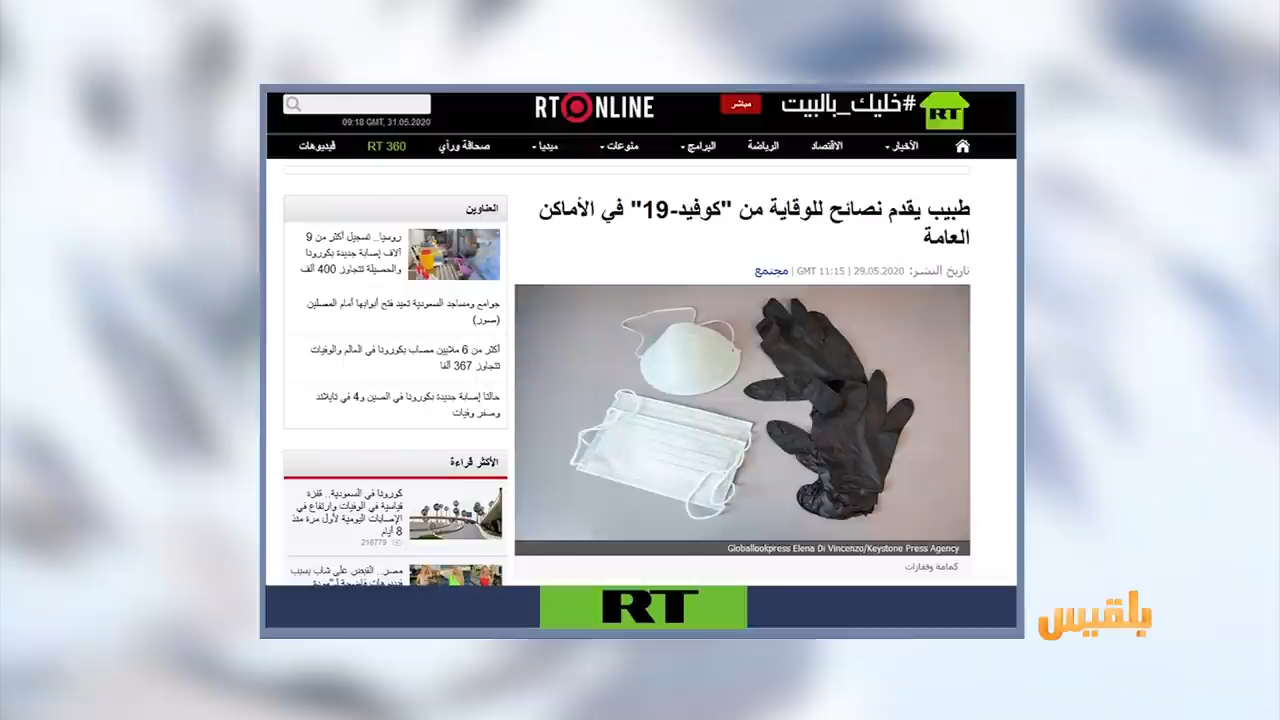 #خليك_بالبيت
RT
مباشر
RT ONLINE
09:18 GMT, 31.05.2020
الأخبار
الاقتصاد
الرياضة
البرامج
منوعات
ميديا
صحافة ورأي
RT 360
فيديوهات
طبيب يقدم نصائح للوقاية من "كوفيد-19" في الأماكن
العامة
تاريخ النشر: 29.05.2020 | 11:15 GMT | مجتمع
Globallookpress Elena Di Vincenzo/Keystone Press Agency
كمامة وقفازات
العناوين
روسيا.. تسجيل أكثر من 9
آلاف إصابة جديدة بكورونا
والحصيلة تتجاوز 400 ألف
جوامع ومساجد السعودية تعيد فتح أبوابها أمام المصلين
(صور)
أكثر من 6 ملايين مصاب بكورونا في العالم والوفيات
تتجاوز 367 ألفا
حالتا إصابة جديدة بكورونا في الصين و4 في تايلاند
وصفر وفيات
الأكثر قراءة
كورونا في السعودية.. قفزة
قياسية في الوفيات وارتفاع في
الإصابات اليومية لأول مرة منذ
8 أيام
216779
مصر.. القبض على شاب بسبب
RT
بلقيس